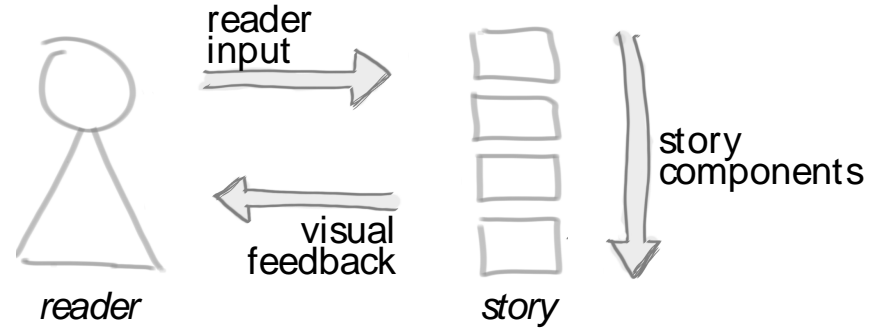 reader
input
story
components
visual
feedback
reader
story